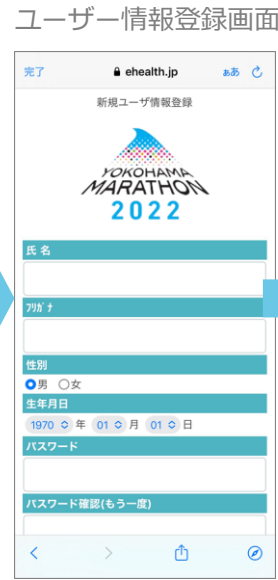 ユーザー情報登録画面
完了 ehealth.jp ぁあ
新規ユーザ情報登録
YOKOHAMA
MARATHON
2022
氏 名
ﾌﾘｶﾞﾅ
性別
男 女
生年月日
1970 年 01 月 01 日
パスワード
パスワード確認(もう一度)